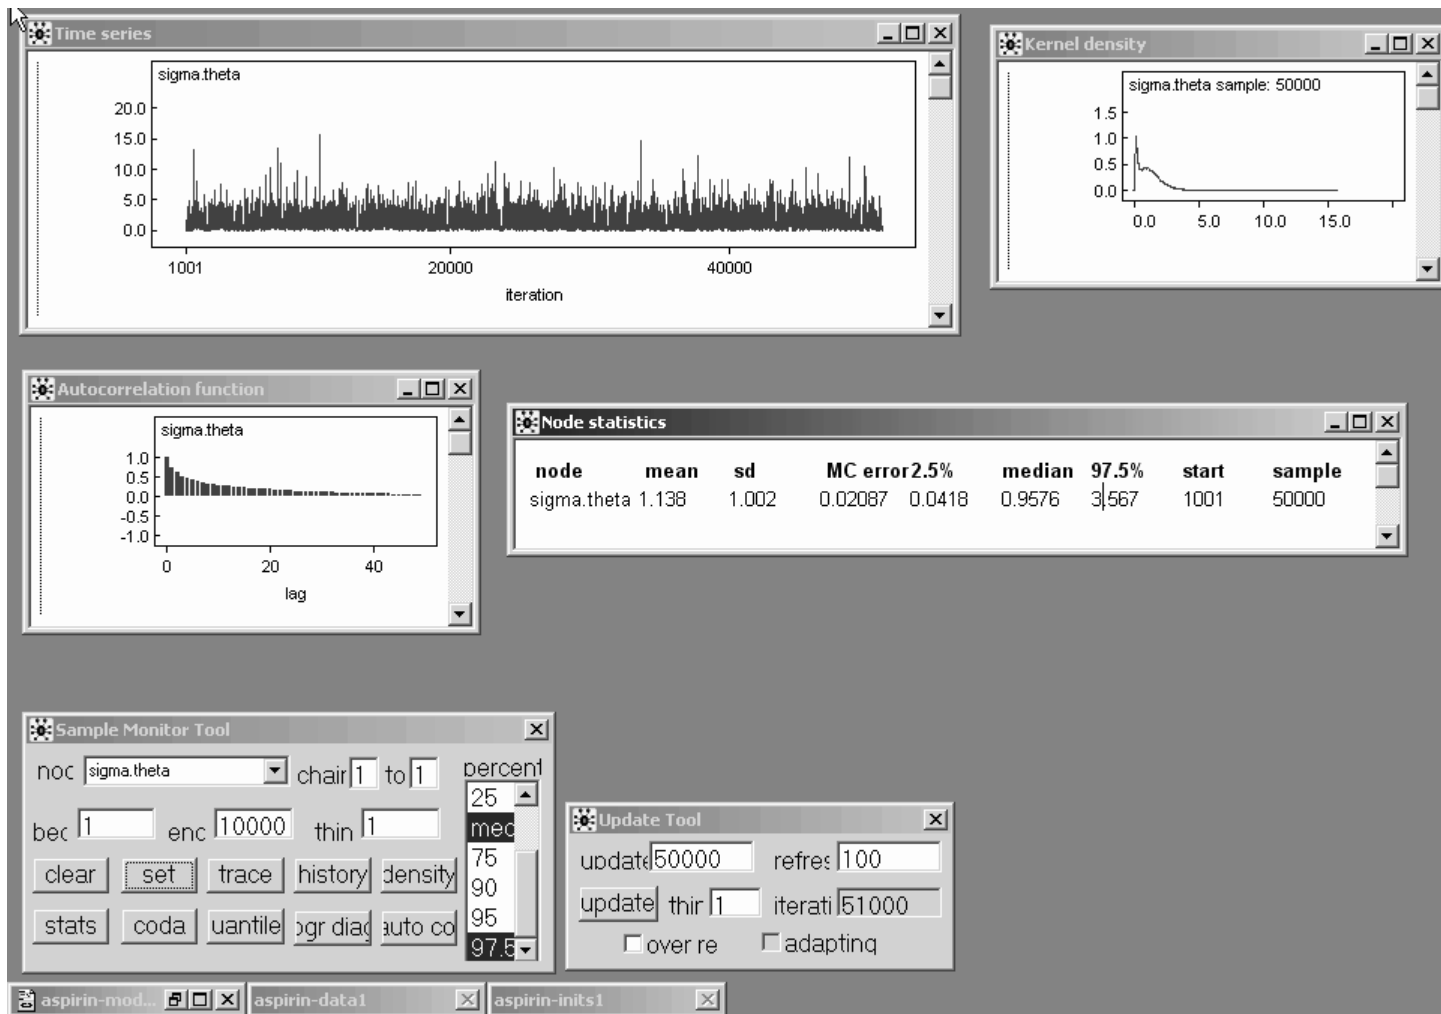 Time series
sigma.theta
20.0
15.0
10.0
5.0
0.0
1001 20000 40000
iteration
Kernel density
sigma.theta sample: 50000
1.5
1.0
0.5
0.0
0.0 5.0 10.0 15.0
Autocorrelation function
sigma.theta
1.0
0.5
0.0
-0.5
-1.0
0 20 40
lag
Node statistics
node mean sd MC error 2.5% median 97.5% start sample
sigma.theta 1.138 1.002 0.02087 0.0418 0.9576 3.567 1001 50000
Sample Monitor Tool
noc sigma.theta chair 1 to 1 percent
bec 1 enc 10000 thin 1
25
med
75
90
95
97.5
clear set trace history density
stats coda uantile ogr diag auto co
Update Tool
update 50000 refres 100
update thir 1 iterati 51000
over re adapting
aspirin-mod... aspirin-data1 aspirin-inits1